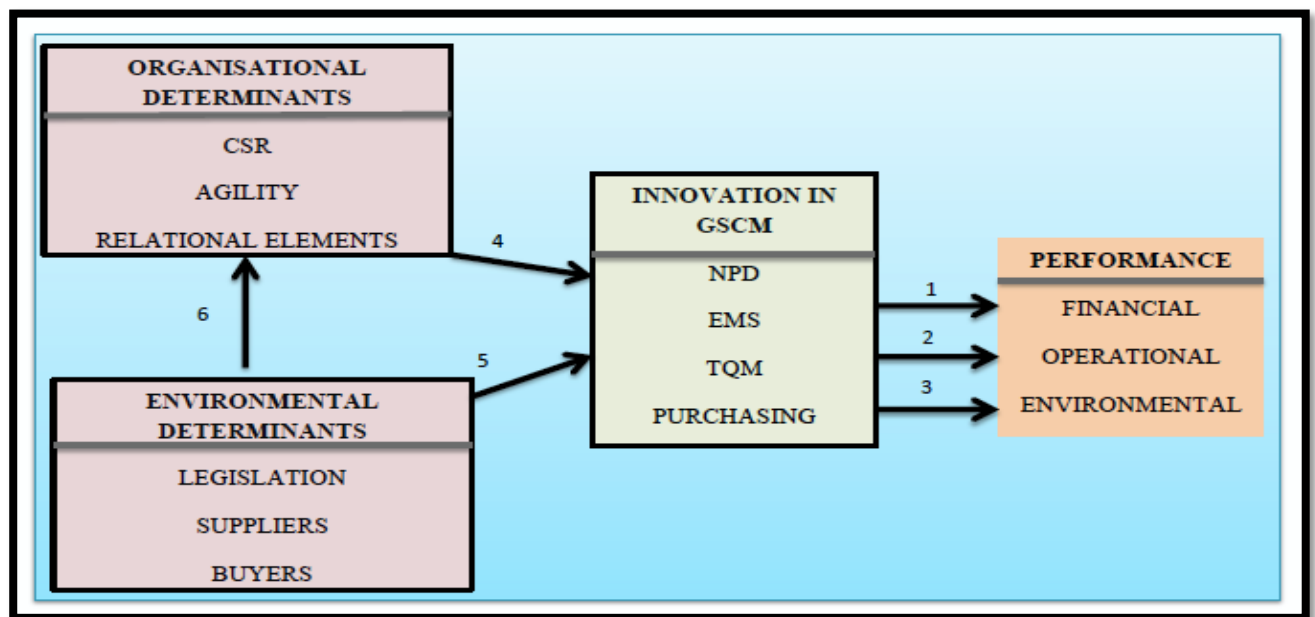 ORGANISATIONAL
DETERMINANTS
CSR
AGILITY
RELATIONAL ELEMENTS
4
6
5
ENVIRONMENTAL
DETERMINANTS
LEGISLATION
SUPPLIERS
BUYERS
INNOVATION IN
GSCM
NPD
EMS
TQM
PURCHASING
1
2
3
PERFORMANCE
FINANCIAL
OPERATIONAL
ENVIRONMENTAL